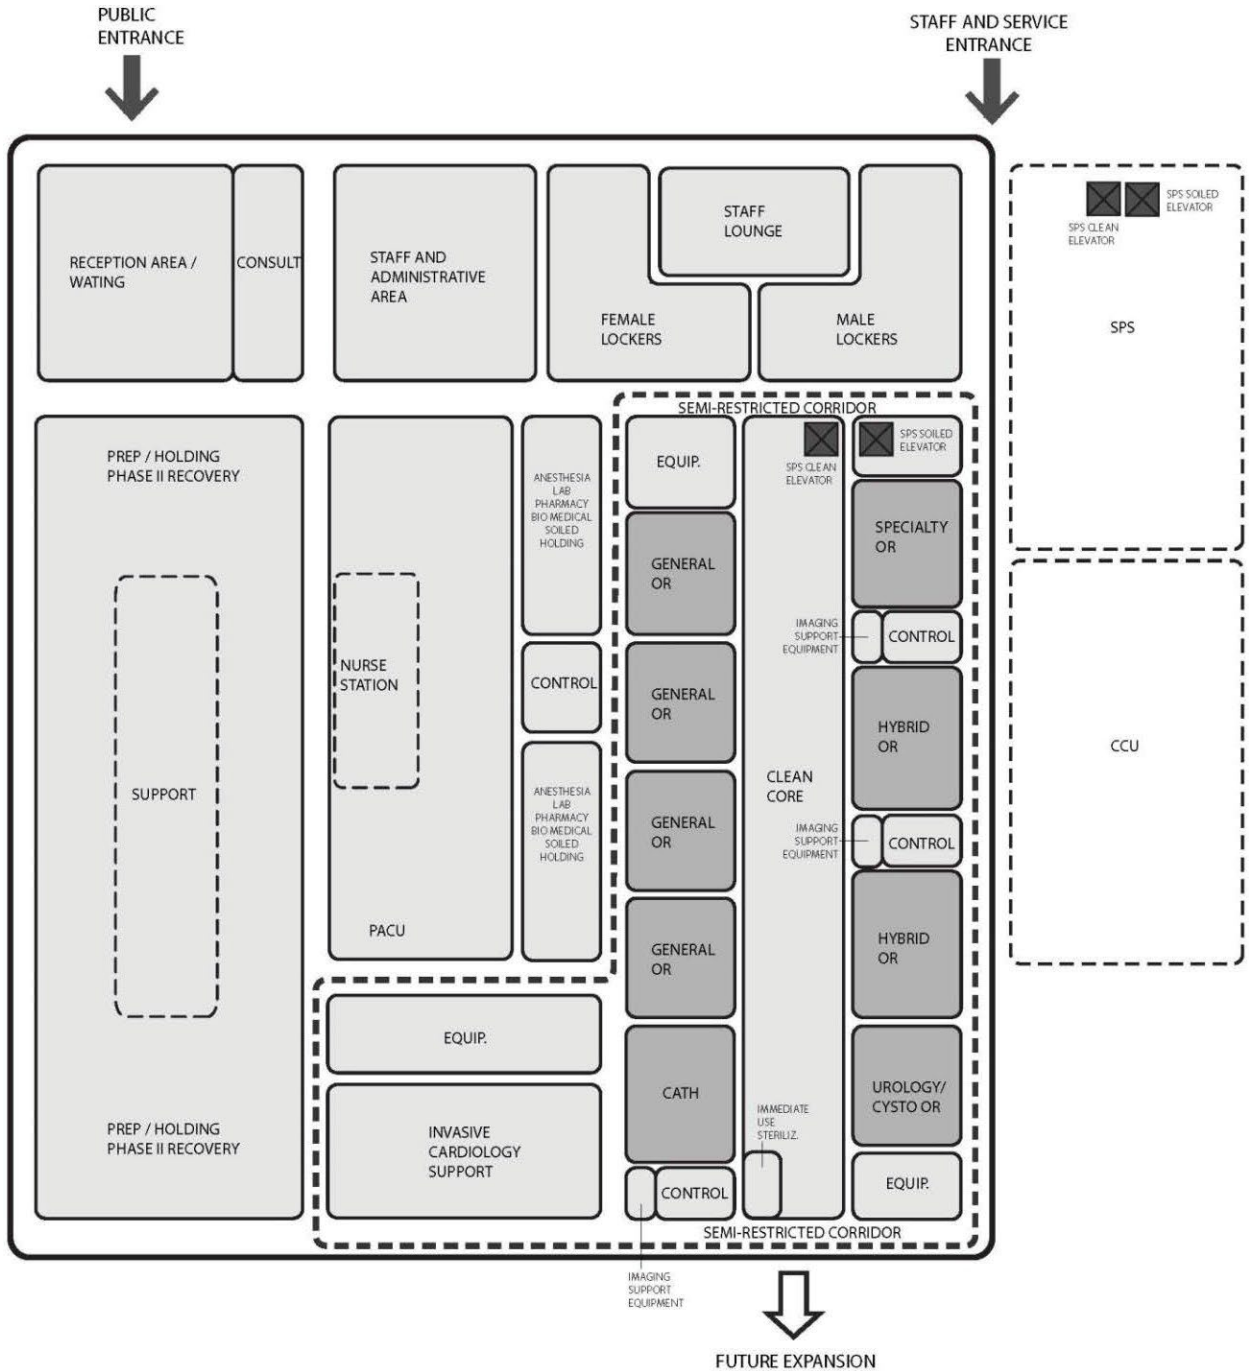 PUBLIC
ENTRANCE
STAFF AND SERVICE
ENTRANCE
RECEPTION AREA /
WATING
CONSULT
STAFF AND
ADMINISTRATIVE
AREA
FEMALE
LOCKERS
STAFF
LOUNGE
MALE
LOCKERS
SPS CLEAN
ELEVATOR
SPS SOILED
ELEVATOR
SPS
CCU
PREP / HOLDING
PHASE II RECOVERY
SUPPORT
PREP / HOLDING
PHASE II RECOVERY
NURSE
STATION
PACU
ANESTHESIA
LAB
PHARMACY
BIO MEDICAL
SOILED
HOLDING
CONTROL
ANESTHESIA
LAB
PHARMACY
BIO MEDICAL
SOILED
HOLDING
EQUIP.
INVASIVE
CARDIOLOGY
SUPPORT
SEMI-RESTRICTED CORRIDOR
EQUIP.
GENERAL
OR
GENERAL
OR
GENERAL
OR
GENERAL
OR
CATH
CONTROL
IMAGING
SUPPORT
EQUIPMENT
SPS CLEAN
ELEVATOR
CLEAN
CORE
IMMEDIATE
USE
STERILIZ.
SPS SOILED
ELEVATOR
SPECIALTY
OR
IMAGING
SUPPORT
EQUIPMENT
CONTROL
HYBRID
OR
IMAGING
SUPPORT
EQUIPMENT
CONTROL
HYBRID
OR
UROLOGY/
CYSTO OR
EQUIP.
SEMI-RESTRICTED CORRIDOR
FUTURE EXPANSION